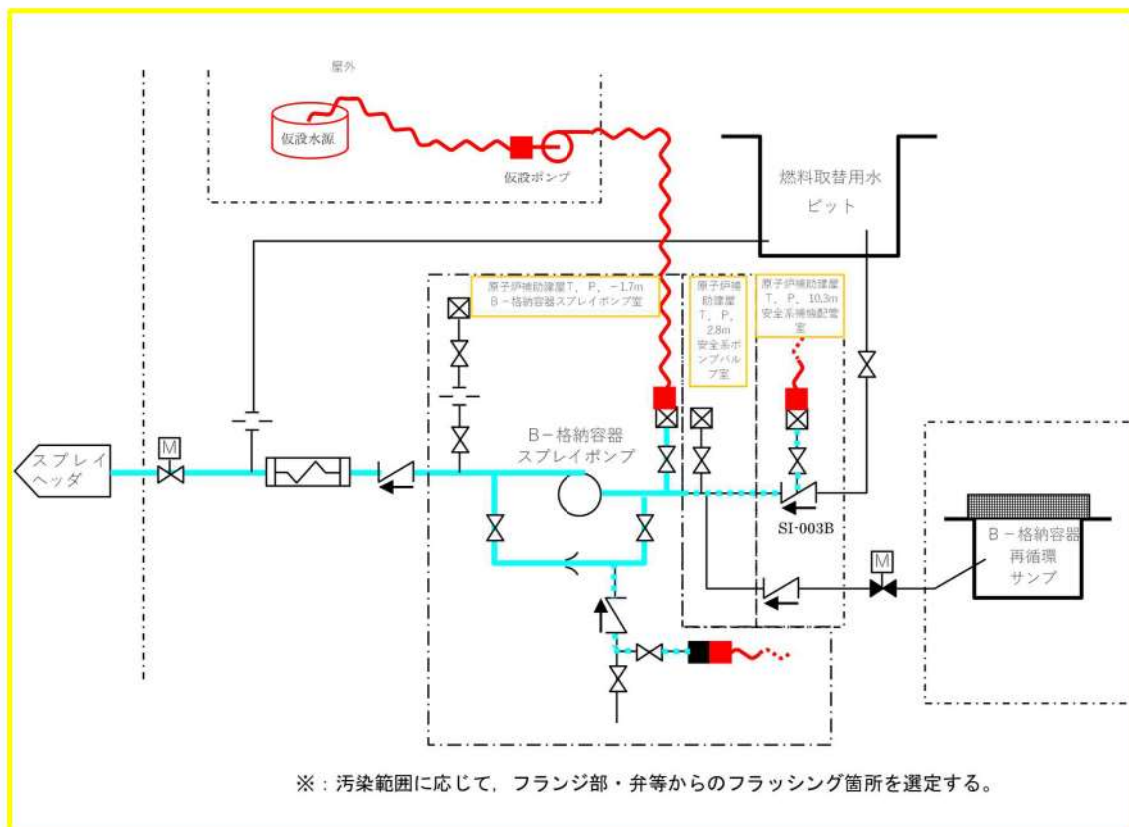 屋外
仮設水源
仮設ポンプ
燃料取替用水
ピット
原子炉補助建屋T．P．－1.7m
B－格納容器スプレイポンプ室
原子炉補
助建屋
T．P．
2.8m
安全系ポ
ンプバル
ブ室
原子炉補助建屋
T．P．10.3m
安全系補機配管
室
B－格納容器
スプレイポンプ
M
スプレイ
ヘッダ
SI-003B
M
B－格納容器
再循環
サンプ
※：汚染範囲に応じて，フランジ部・弁等からのフラッシング箇所を選定する。